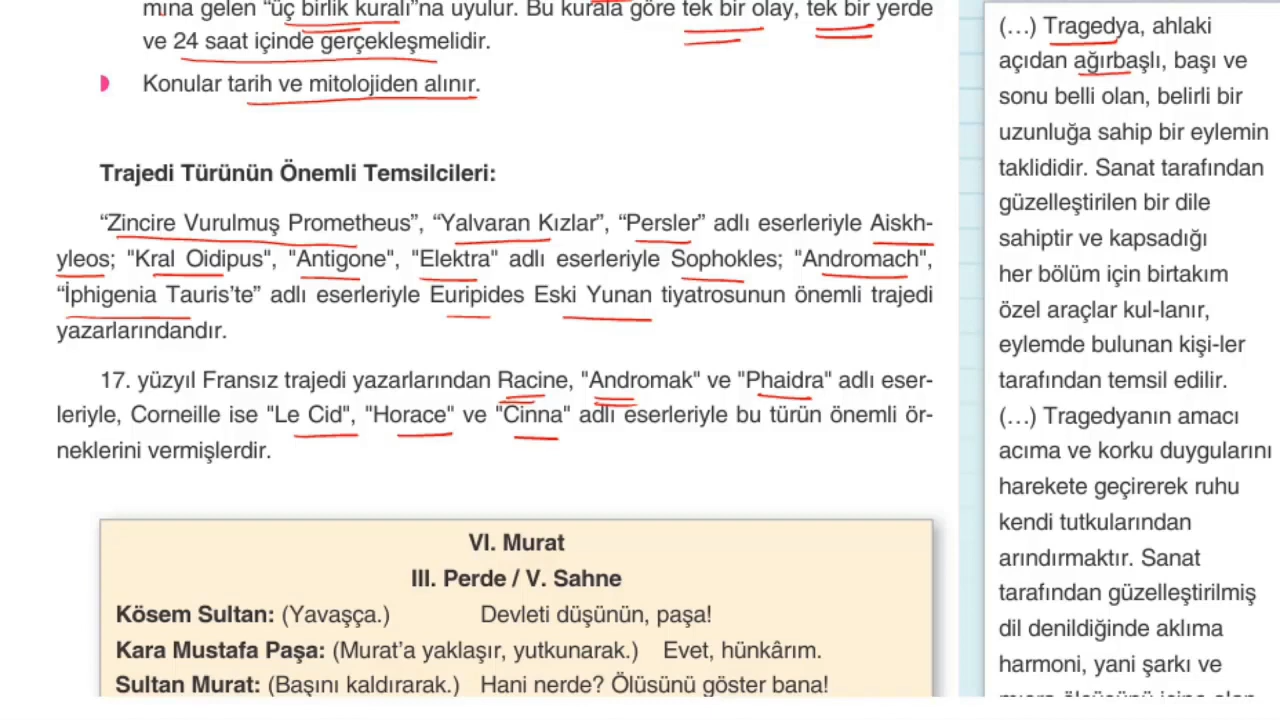 mına gelen “üç birlik kuralı”na uyulur. Bu kurala göre tek bir olay, tek bir yerde
ve 24 saat içinde gerçekleşmelidir.
Konular tarih ve mitolojiden alınır.
Trajedi Türünün Önemli Temsilcileri:
“Zincire Vurulmuş Prometheus”, “Yalvaran Kızlar”, “Persler” adlı eserleriyle Aiskh-
yleos; "Kral Oidipus", "Antigone", "Elektra" adlı eserleriyle Sophokles; "Andromach",
“İphigenia Tauris’te” adlı eserleriyle Euripides Eski Yunan tiyatrosunun önemli trajedi
yazarlarındandır.
17. yüzyıl Fransız trajedi yazarlarından Racine, "Andromak" ve "Phaidra" adlı eser-
leriyle, Corneille ise "Le Cid", "Horace" ve "Cinna" adlı eserleriyle bu türün önemli ör-
neklerini vermişlerdir.
VI. Murat
III. Perde / V. Sahne
Kösem Sultan: (Yavaşça.) Devleti düşünün, paşa!
Kara Mustafa Paşa: (Murat’a yaklaşır, yutkunarak.) Evet, hünkârım.
Sultan Murat: (Başını kaldırarak.) Hani nerde? Ölüsünü göster bana!
(…) Tragedya, ahlaki
açıdan ağırbaşlı, başı ve
sonu belli olan, belirli bir
uzunluğa sahip bir eylemin
taklididir. Sanat tarafından
güzelleştirilen bir dile
sahiptir ve kapsadığı
her bölüm için birtakım
özel araçlar kul-lanır,
eylemde bulunan kişi-ler
tarafından temsil edilir.
(…) Tragedyanın amacı
acıma ve korku duygularını
harekete geçirerek ruhu
kendi tutkularından
arındırmaktır. Sanat
tarafından güzelleştirilmiş
dil denildiğinde aklıma
harmoni, yani şarkı ve